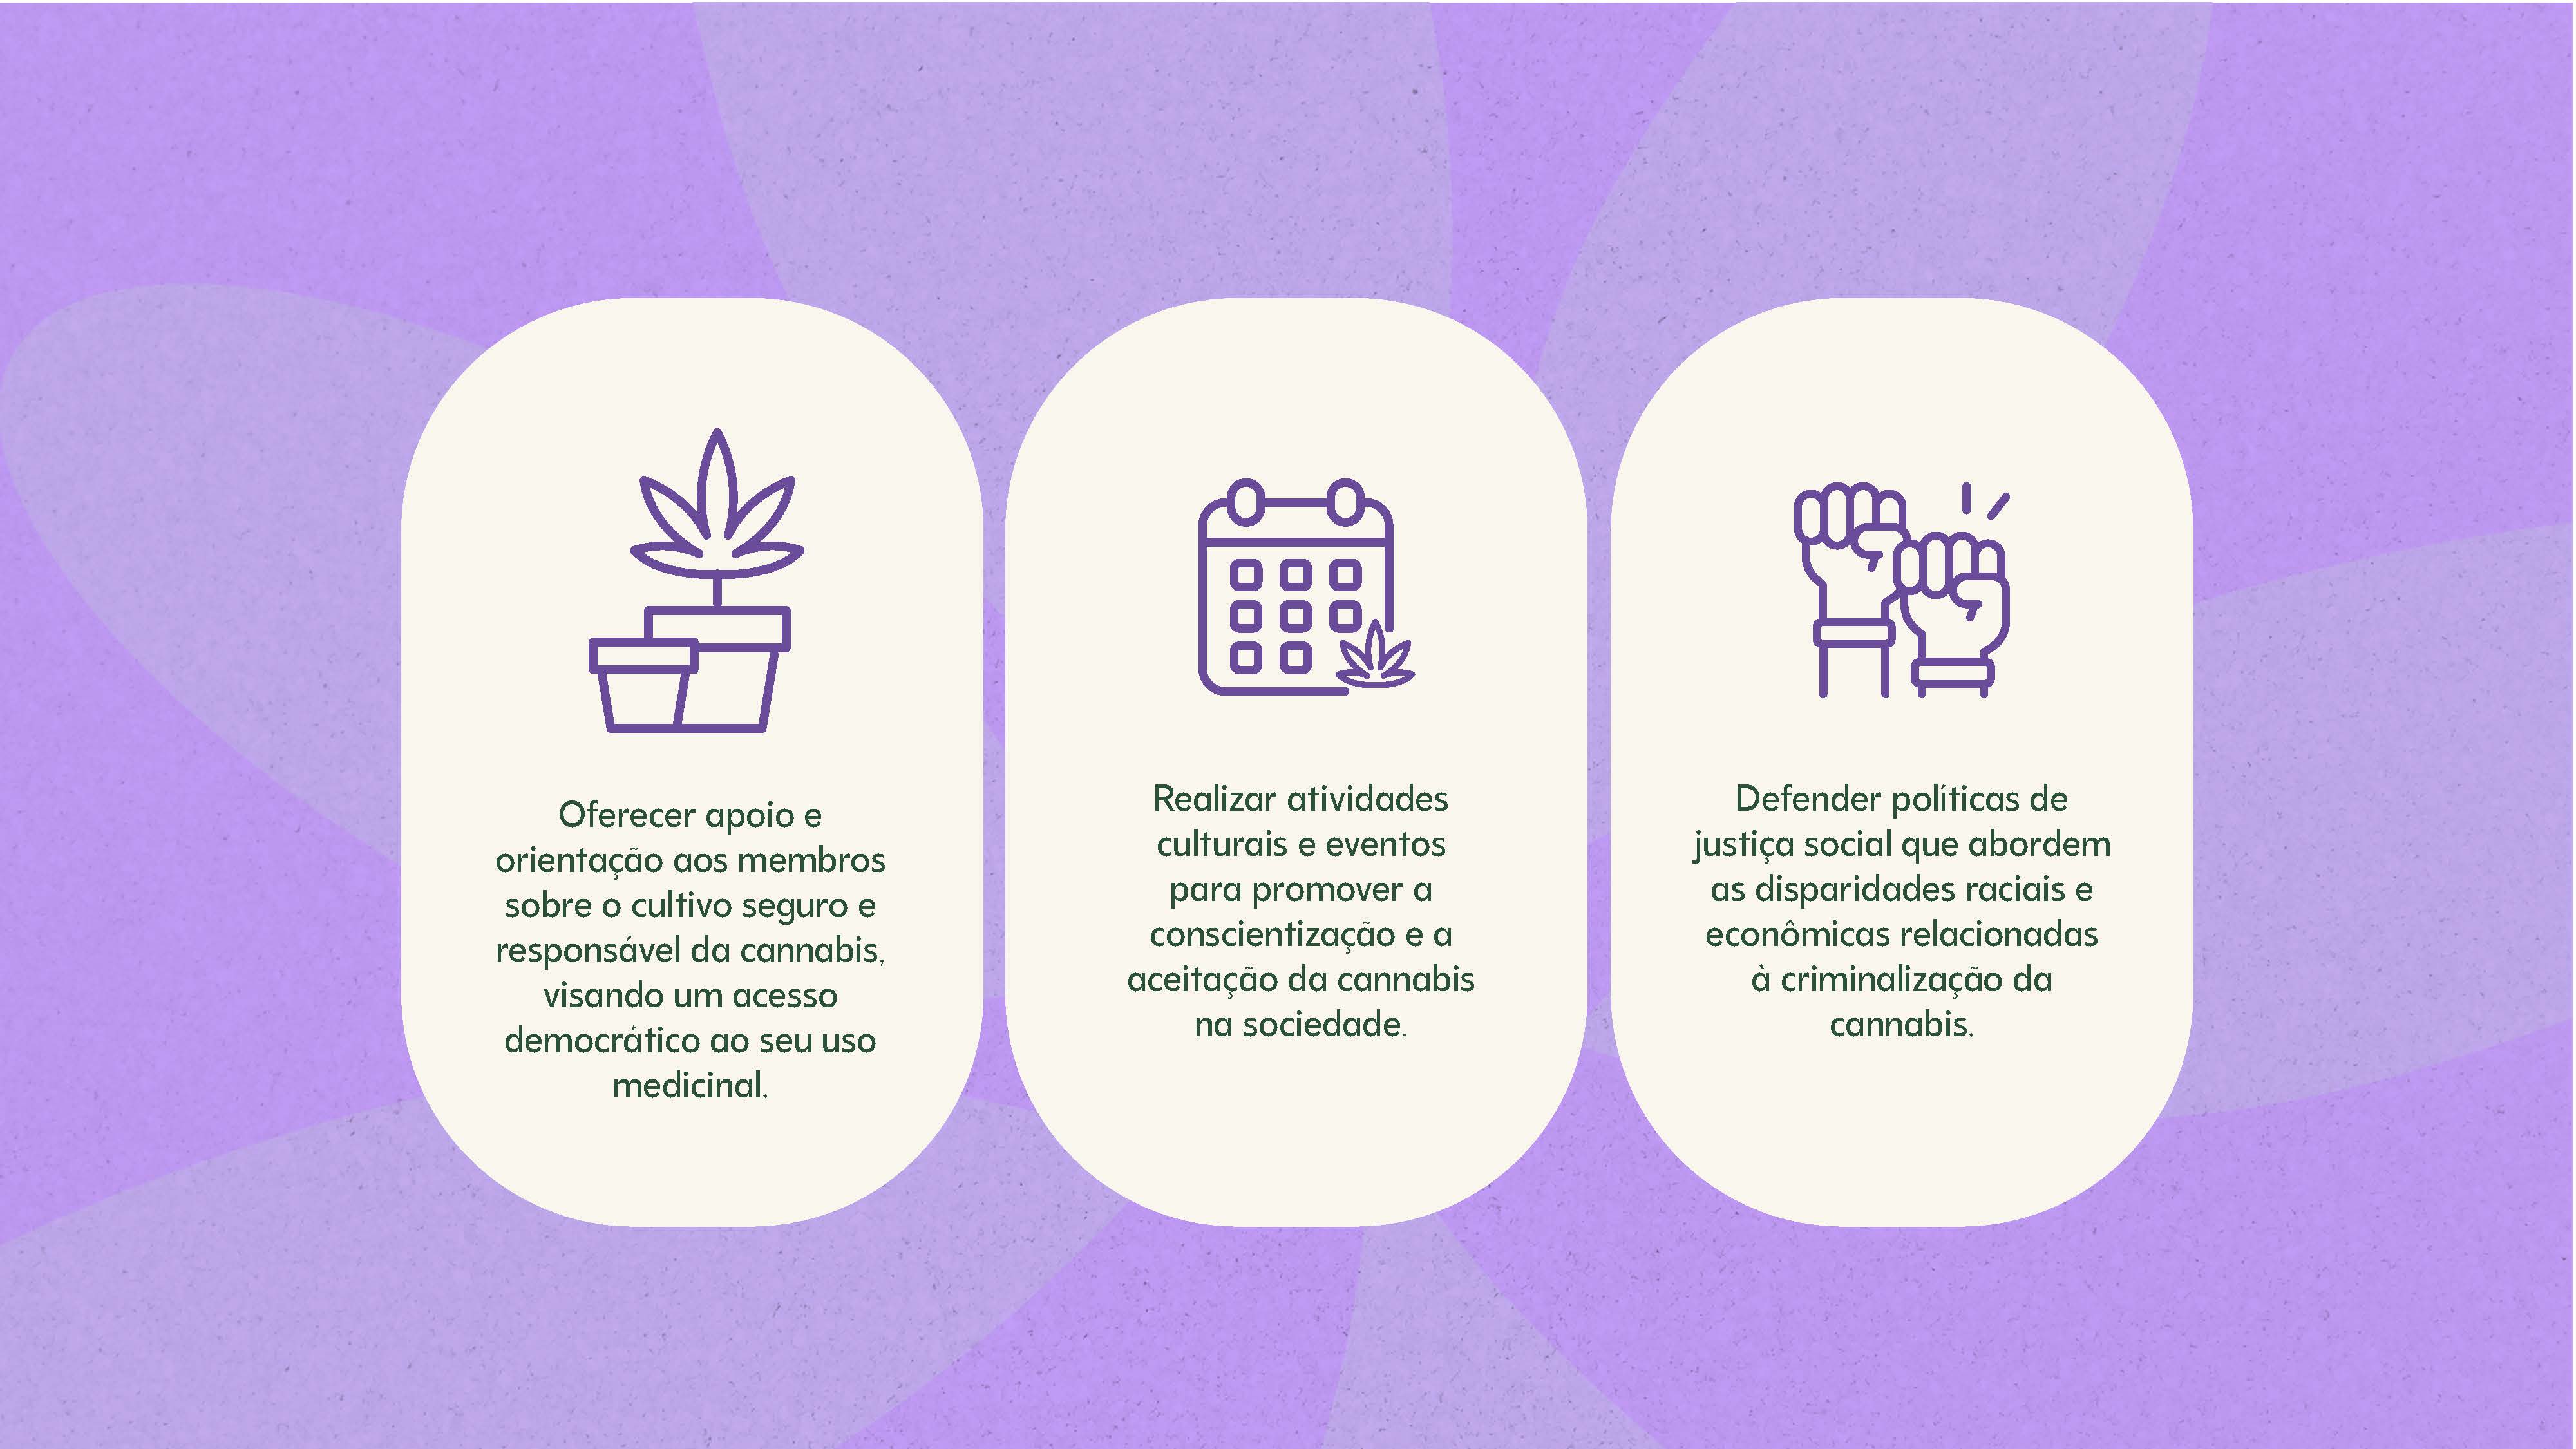 Oferecer apoio e
orientação aos membros
sobre o cultivo seguro e
responsável da cannabis,
visando um acesso
democrático ao seu uso
medicinal.
Realizar atividades
culturais e eventos
para promover a
conscientização e a
aceitação da cannabis
na sociedade.
Defender políticas de
justiça social que abordem
as disparidades raciais e
econômicas relacionadas
à criminalização da
cannabis.